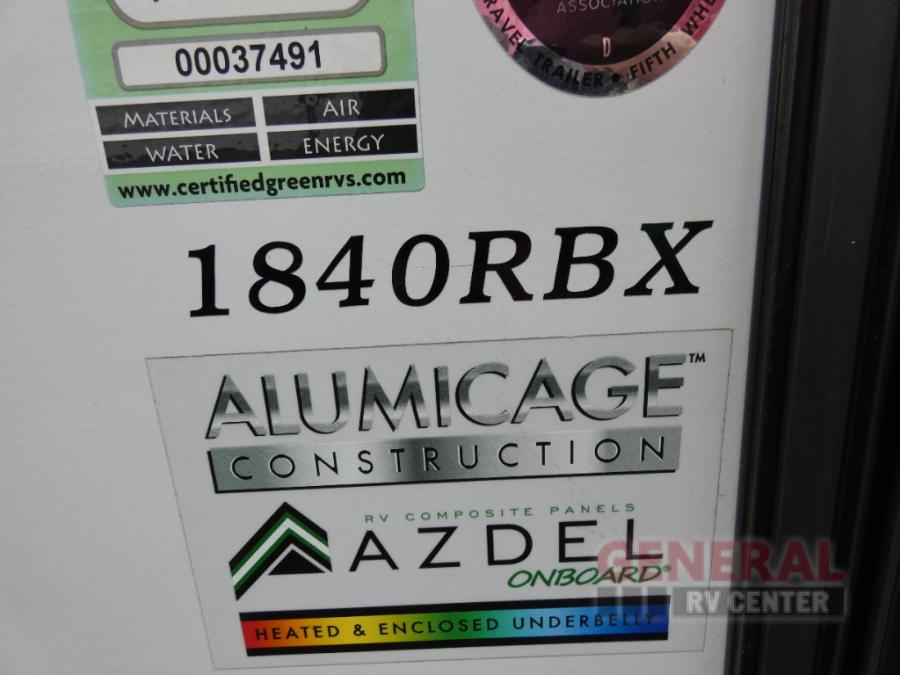 ASSOCIATION
D
TRAVEL TRAILER • FIFTH WHE
00037491
MATERIALS AIR
WATER ENERGY
www.certifiedgreenrvs.com
1840RBX
ALUMICAGE™
CONSTRUCTION
RV COMPOSITE PANELS
AZDEL
ONBOARD®
HEATED & ENCLOSED UNDERBELLY
GENERAL
RV CENTER